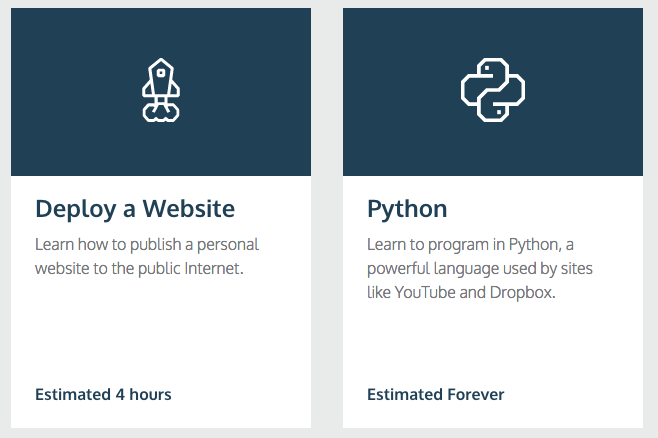 Deploy a Website
Learn how to publish a personal
website to the public Internet.
Estimated 4 hours
Python
Learn to program in Python, a
powerful language used by sites
like YouTube and Dropbox.
Estimated Forever